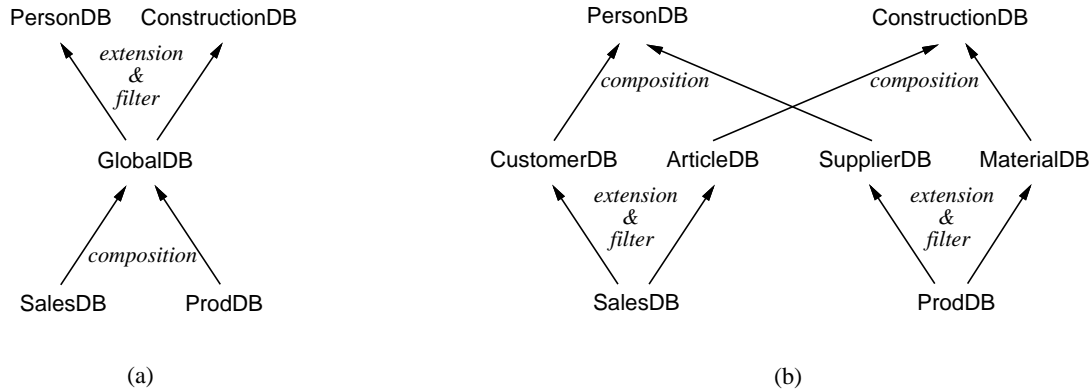 PersonDB ConstructionDB
extension
&
filter
GlobalDB
composition
SalesDB ProdDB
(a)
PersonDB ConstructionDB
composition composition
CustomerDB ArticleDB SupplierDB MaterialDB
extension extension
& &
filter filter
SalesDB ProdDB
(b)